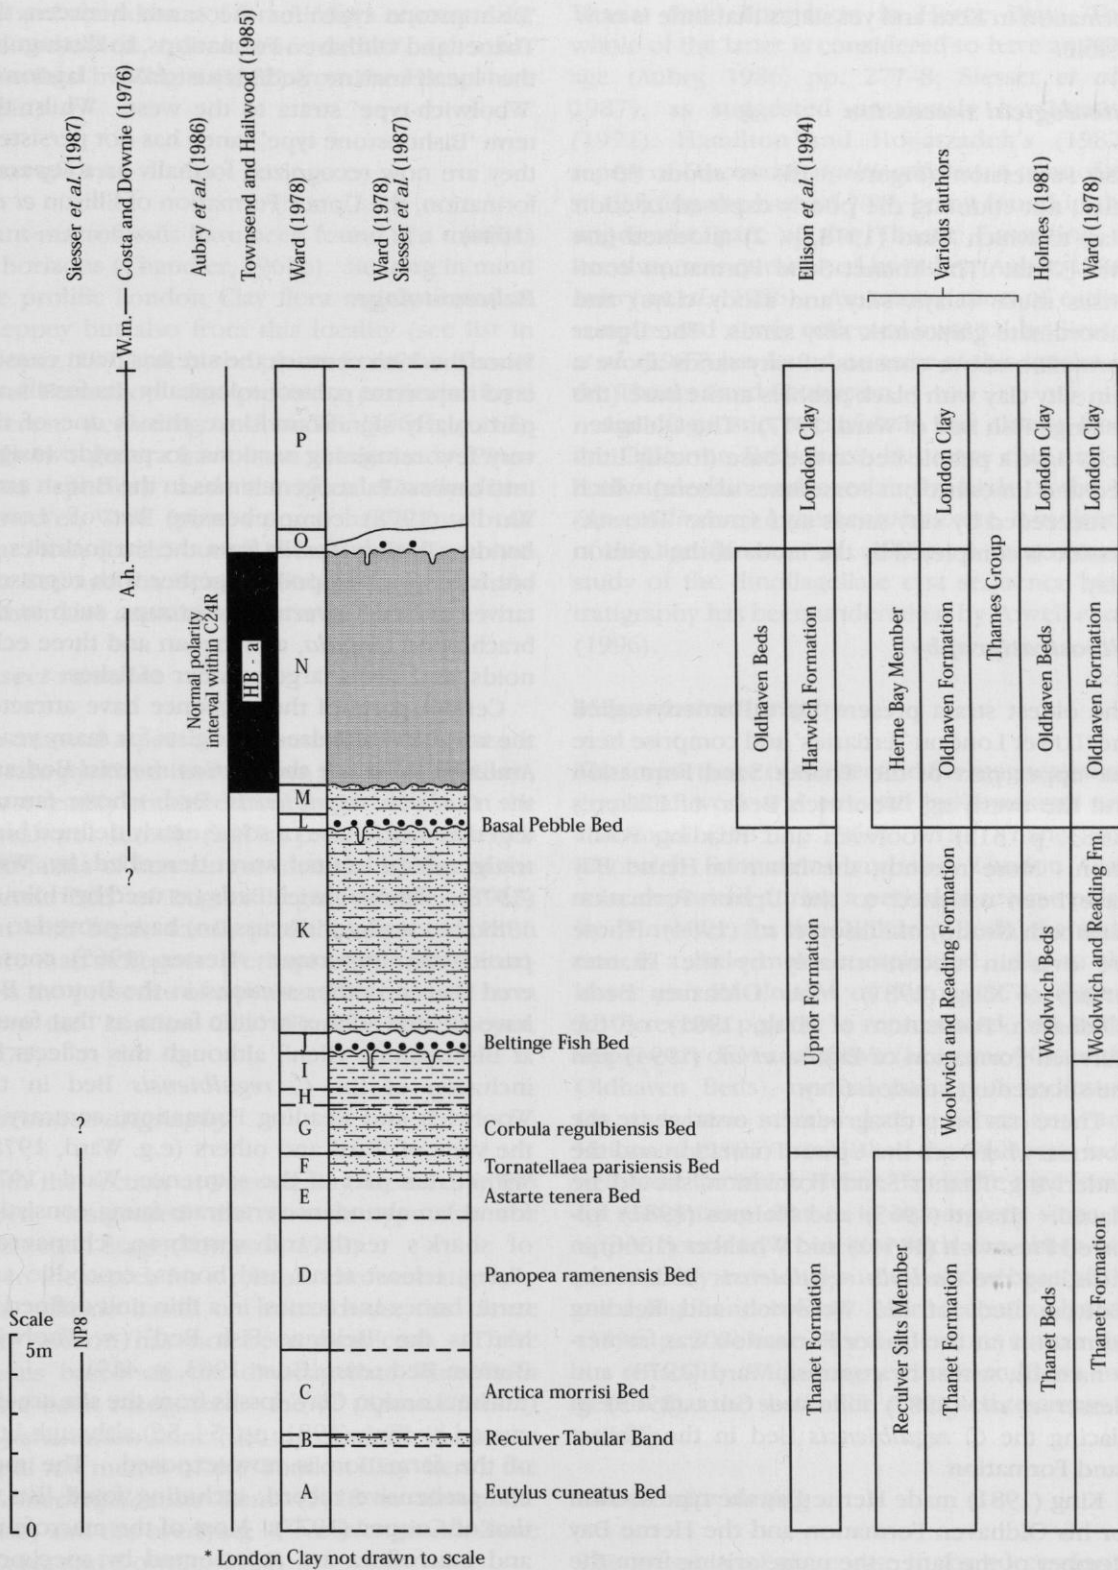 Siesser et al. (1987)
Costa and Downie (1976)
Aubry et al. (1986)
Townsend and Hailwood (1985)
Ward (1978)
Ward (1978)
Siesser et al. (1987)
Ellison et al. (1994)
Various authors
Holmes (1981)
Ward (1978)
W.m.
A.h.
?
Normal polarity
interval within C24R
HB - a
P
O
N
M
L
K
J
I
H
G
F
E
D
C
B
A
Basal Pebble Bed
Beltinge Fish Bed
Corbula regulbiensis Bed
Tornatellaea parisiensis Bed
Astarte tenera Bed
Panopea ramenensis Bed
Arctica morrisi Bed
Reculver Tabular Band
Eutylus cuneatus Bed
?
NP8
Scale
5m
0
London Clay
London Clay
London Clay
London Clay
Thames Group
Oldhaven Beds
Harwich Formation
Herne Bay Member
Oldhaven Formation
Oldhaven Beds
Oldhaven Formation
Upnor Formation
Woolwich and Reading Formation
Woolwich Beds
Woolwich and Reading Fm.
Thanet Formation
Reculver Silts Member
Thanet Formation
Thanet Beds
Thanet Formation
* London Clay not drawn to scale